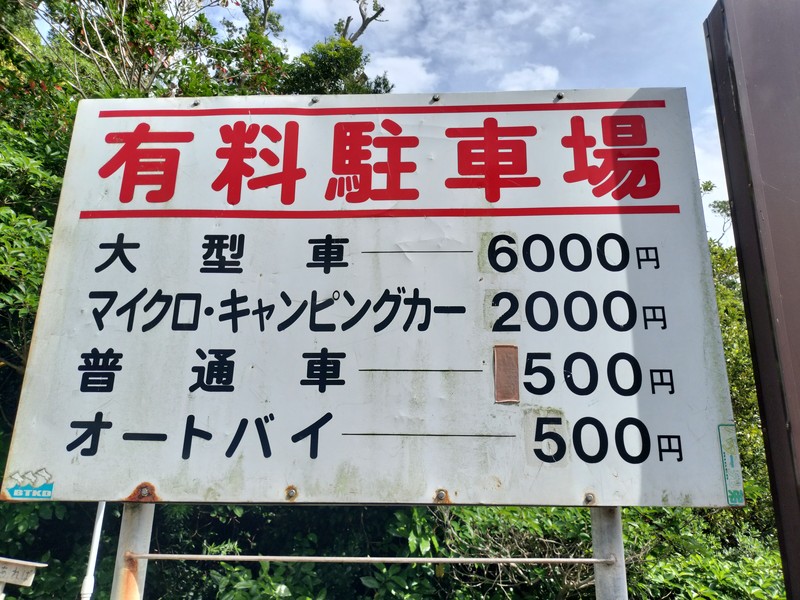 有料駐車場
大型車 6000円
マイクロ・キャンピングカー 2000円
普通車 500円
オートバイ 500円
BTKD